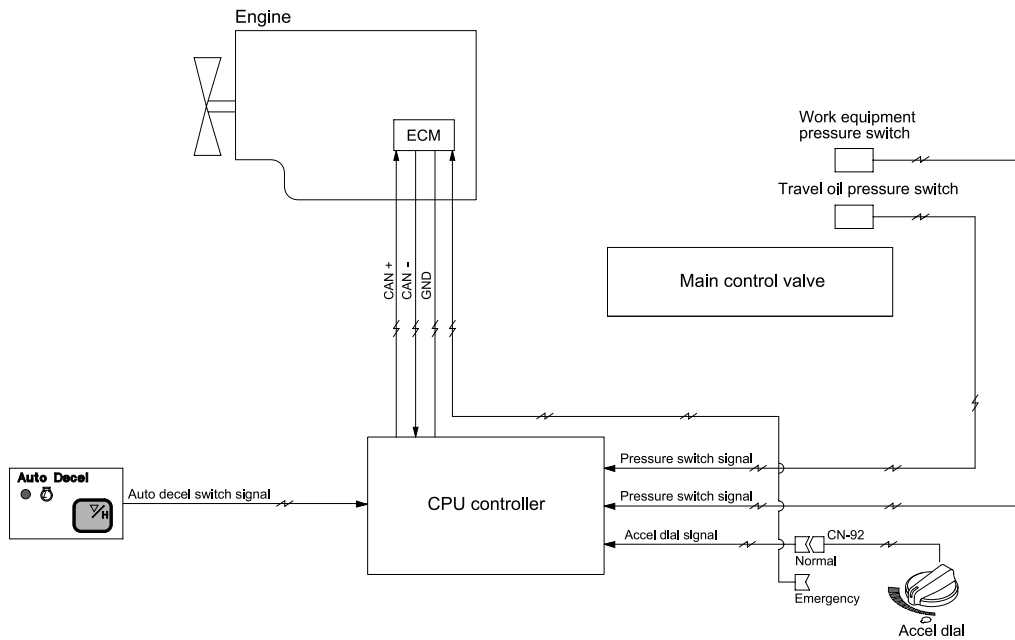 Engine
ECM
Work equipment
pressure switch
Travel oil pressure switch
Main control valve
CAN +
CAN -
GND
Auto Decel
H
Auto decel switch signal
CPU controller
Pressure switch signal
Pressure switch signal
Accel dial signal
CN-92
Normal
Emergency
Accel dial